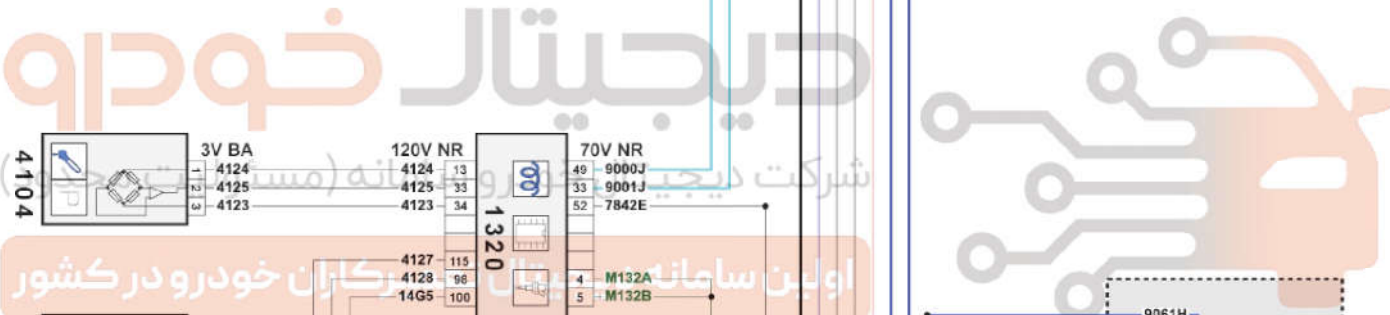 دیجیتال خودرو
شرکت دیجیتال خودرو سامانه (مسئولیت محدود)
اولین سامانه دیجیتال تعمیرکاران خودرو در کشور
3V BA
120V NR
70V NR
4104
1 4124
2 4125
3 4123
4124 13
4125 33
4123 34
4127 115
4128 98
14G5 100
1320
49 9000J
33 9001J
52 7842E
4 M132A
5 M132B
9061H